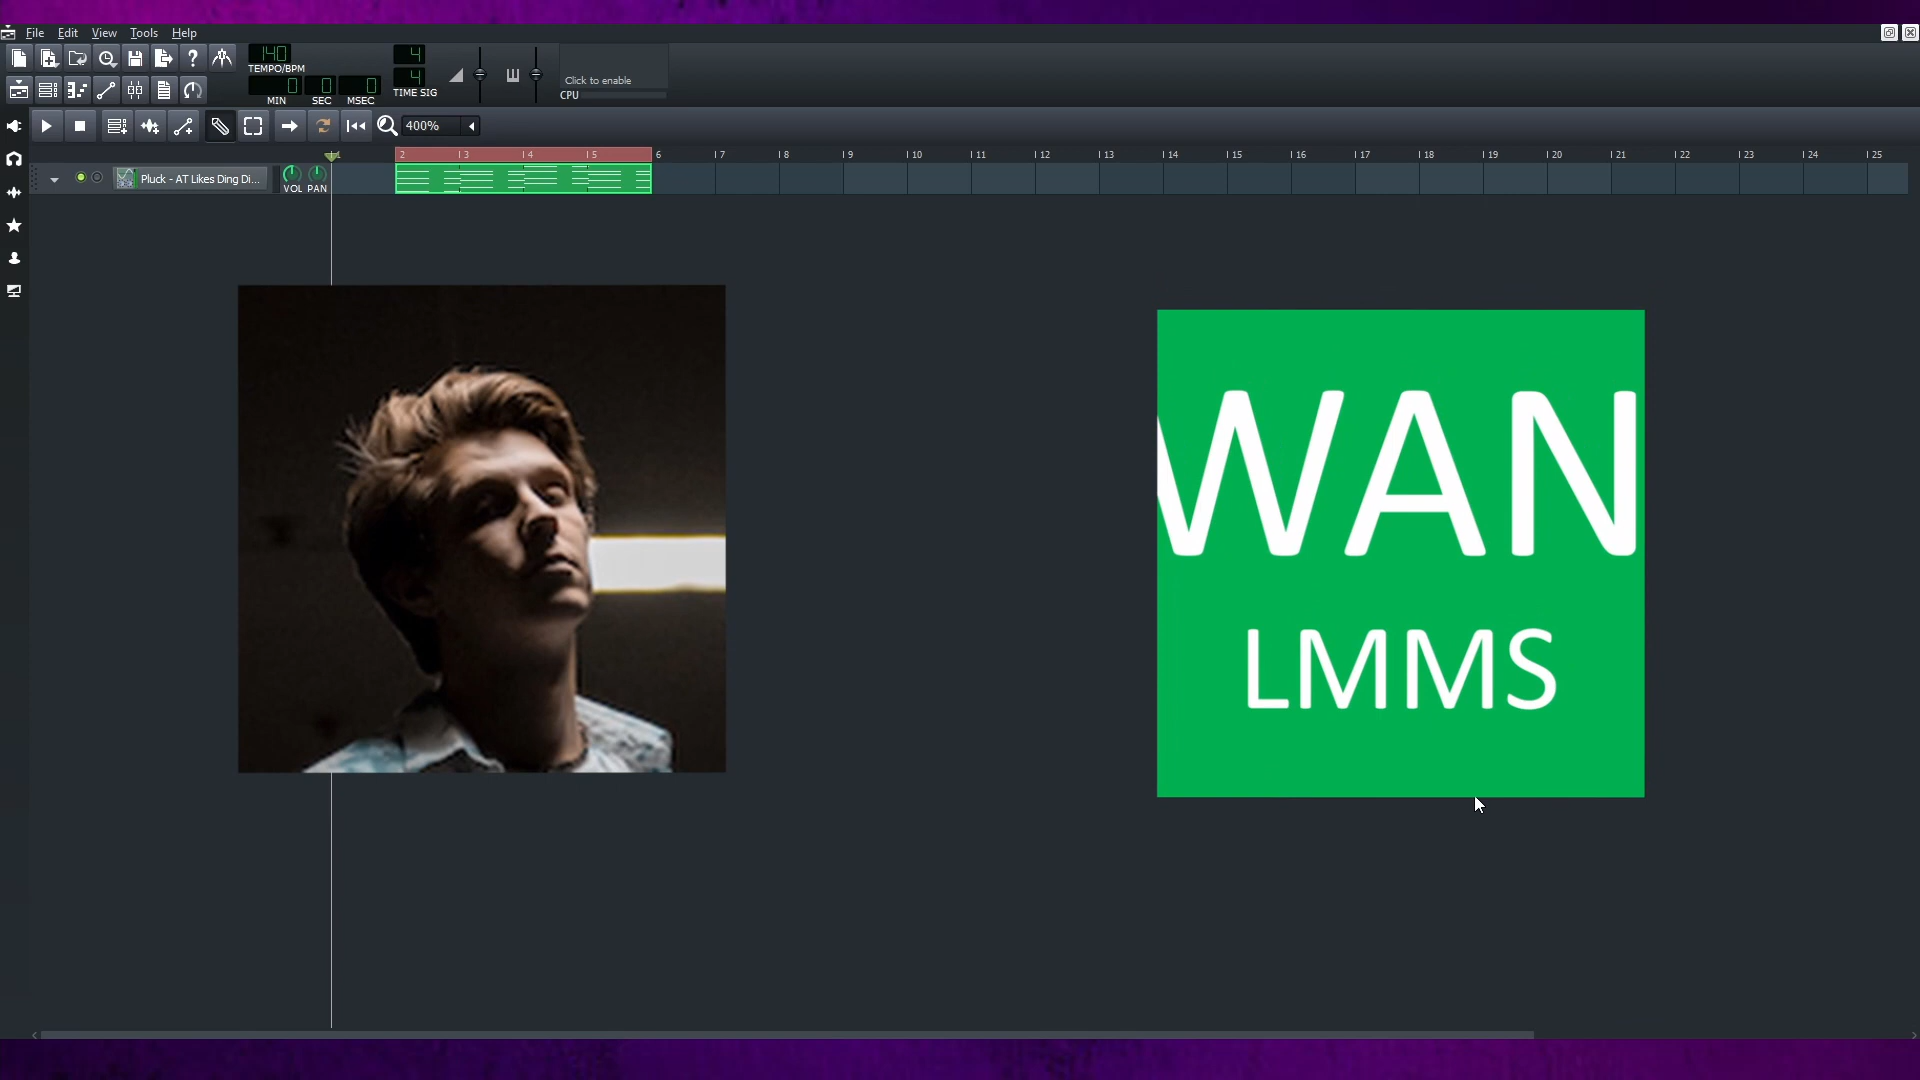 File Edit View Tools Help
140
TEMPO/BPM
0 0 0
MIN SEC MSEC
4
4
TIME SIG
Click to enable
CPU
400%
1 2 3 4 5 6 7 8 9 10 11 12 13 14 15 16 17 18 19 20 21 22 23 24 25
Pluck - AT Likes Ding Di...
VOL PAN
WAN
LMMS